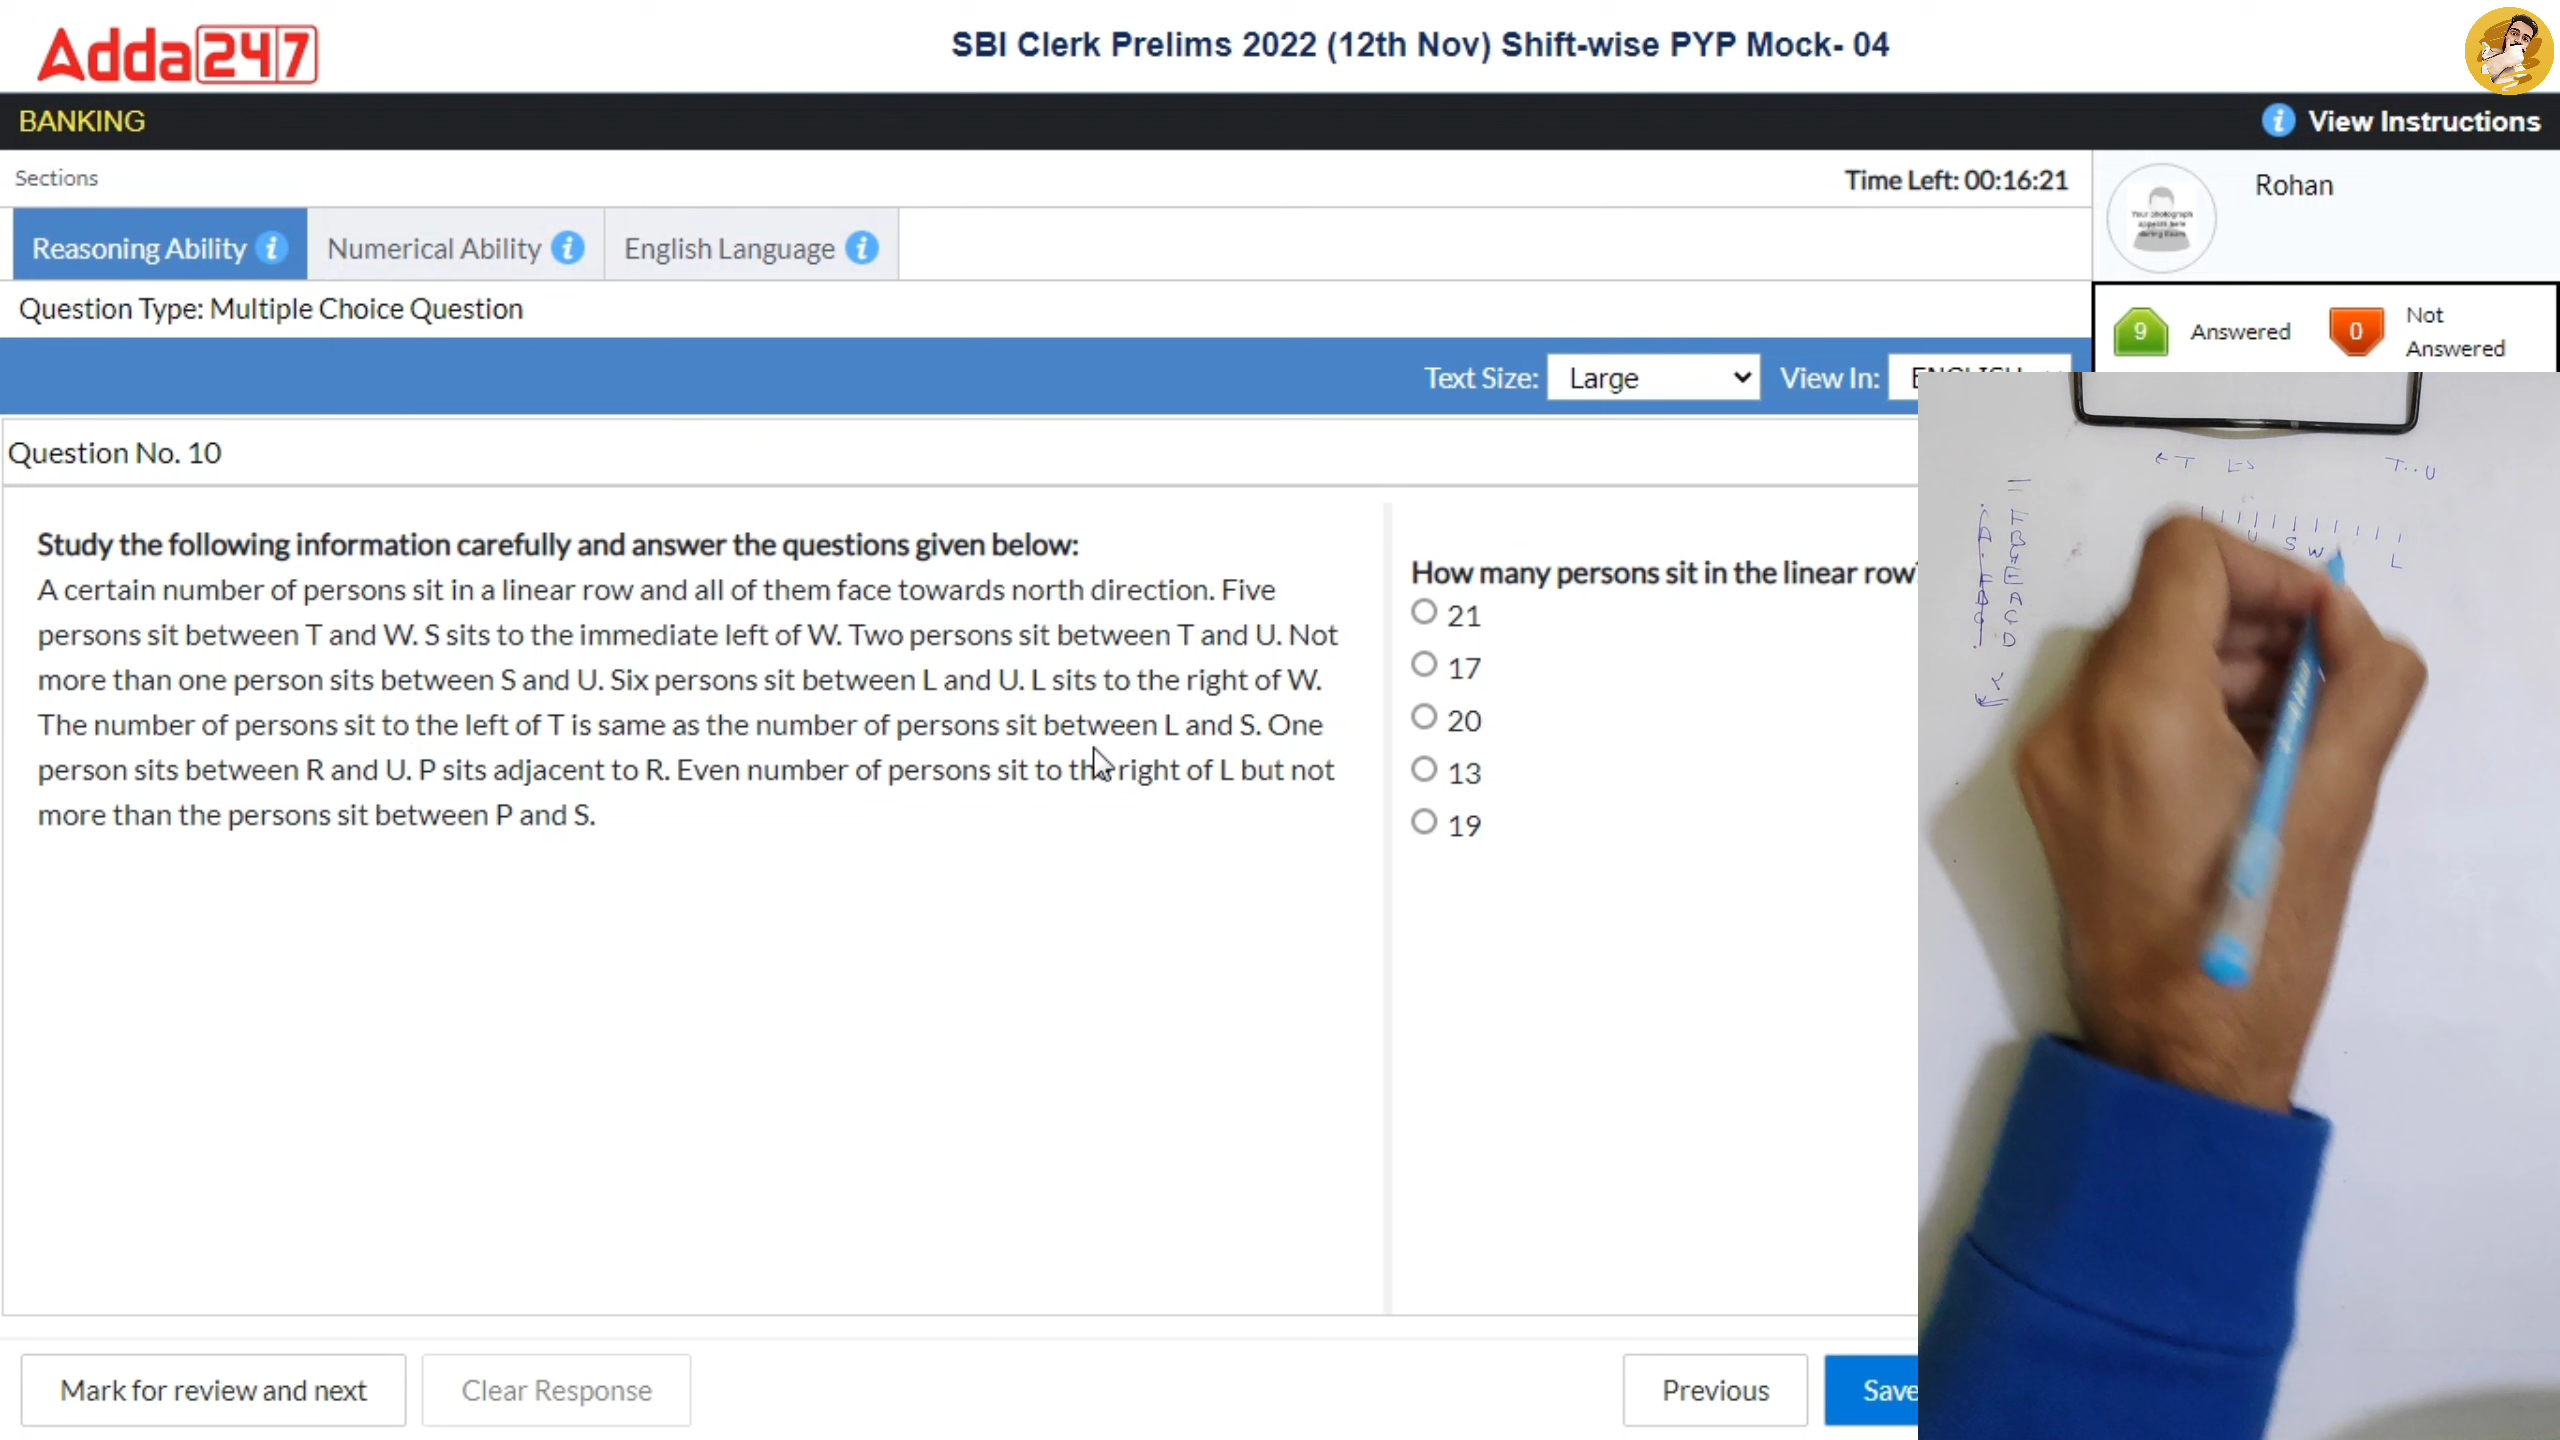 Adda247
SBI Clerk Prelims 2022 (12th Nov) Shift-wise PYP Mock- 04
BANKING
View Instructions
Sections
Time Left: 00:16:21
Rohan
Your photograph appears here during Exam
Reasoning Ability
Numerical Ability
English Language
Question Type: Multiple Choice Question
9 Answered
0 Not Answered
Text Size: Large
View In:
Question No. 10
Study the following information carefully and answer the questions given below:
A certain number of persons sit in a linear row and all of them face towards north direction. Five
persons sit between T and W. S sits to the immediate left of W. Two persons sit between T and U. Not
more than one person sits between S and U. Six persons sit between L and U. L sits to the right of W.
The number of persons sit to the left of T is same as the number of persons sit between L and S. One
person sits between R and U. P sits adjacent to R. Even number of persons sit to the right of L but not
more than the persons sit between P and S.
How many persons sit in the linear row
21
17
20
13
19
T L
T . . U
U S W
L
Mark for review and next
Clear Response
Previous
Save